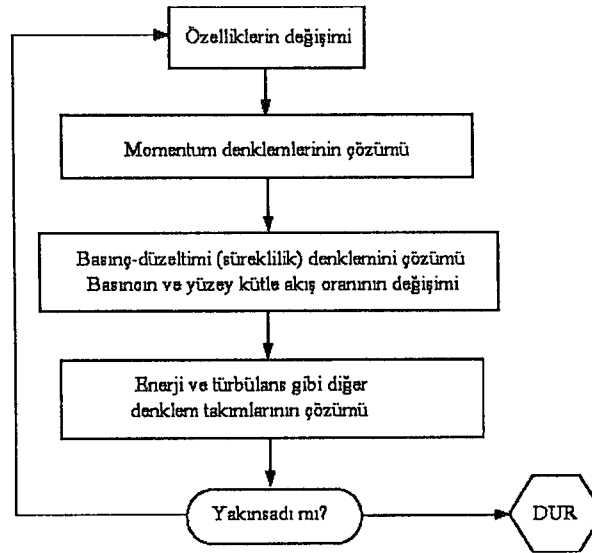 Özelliklerin değişimi
Momentum denklemlerinin çözümü
Basınç-düzeltimi (süreklilik) denklemini çözümü
Basıncın ve yüzey kütle akış oranının değişimi
Enerji ve türbülans gibi diğer
denklem takımlarının çözümü
Yakınsadı mı?
DUR